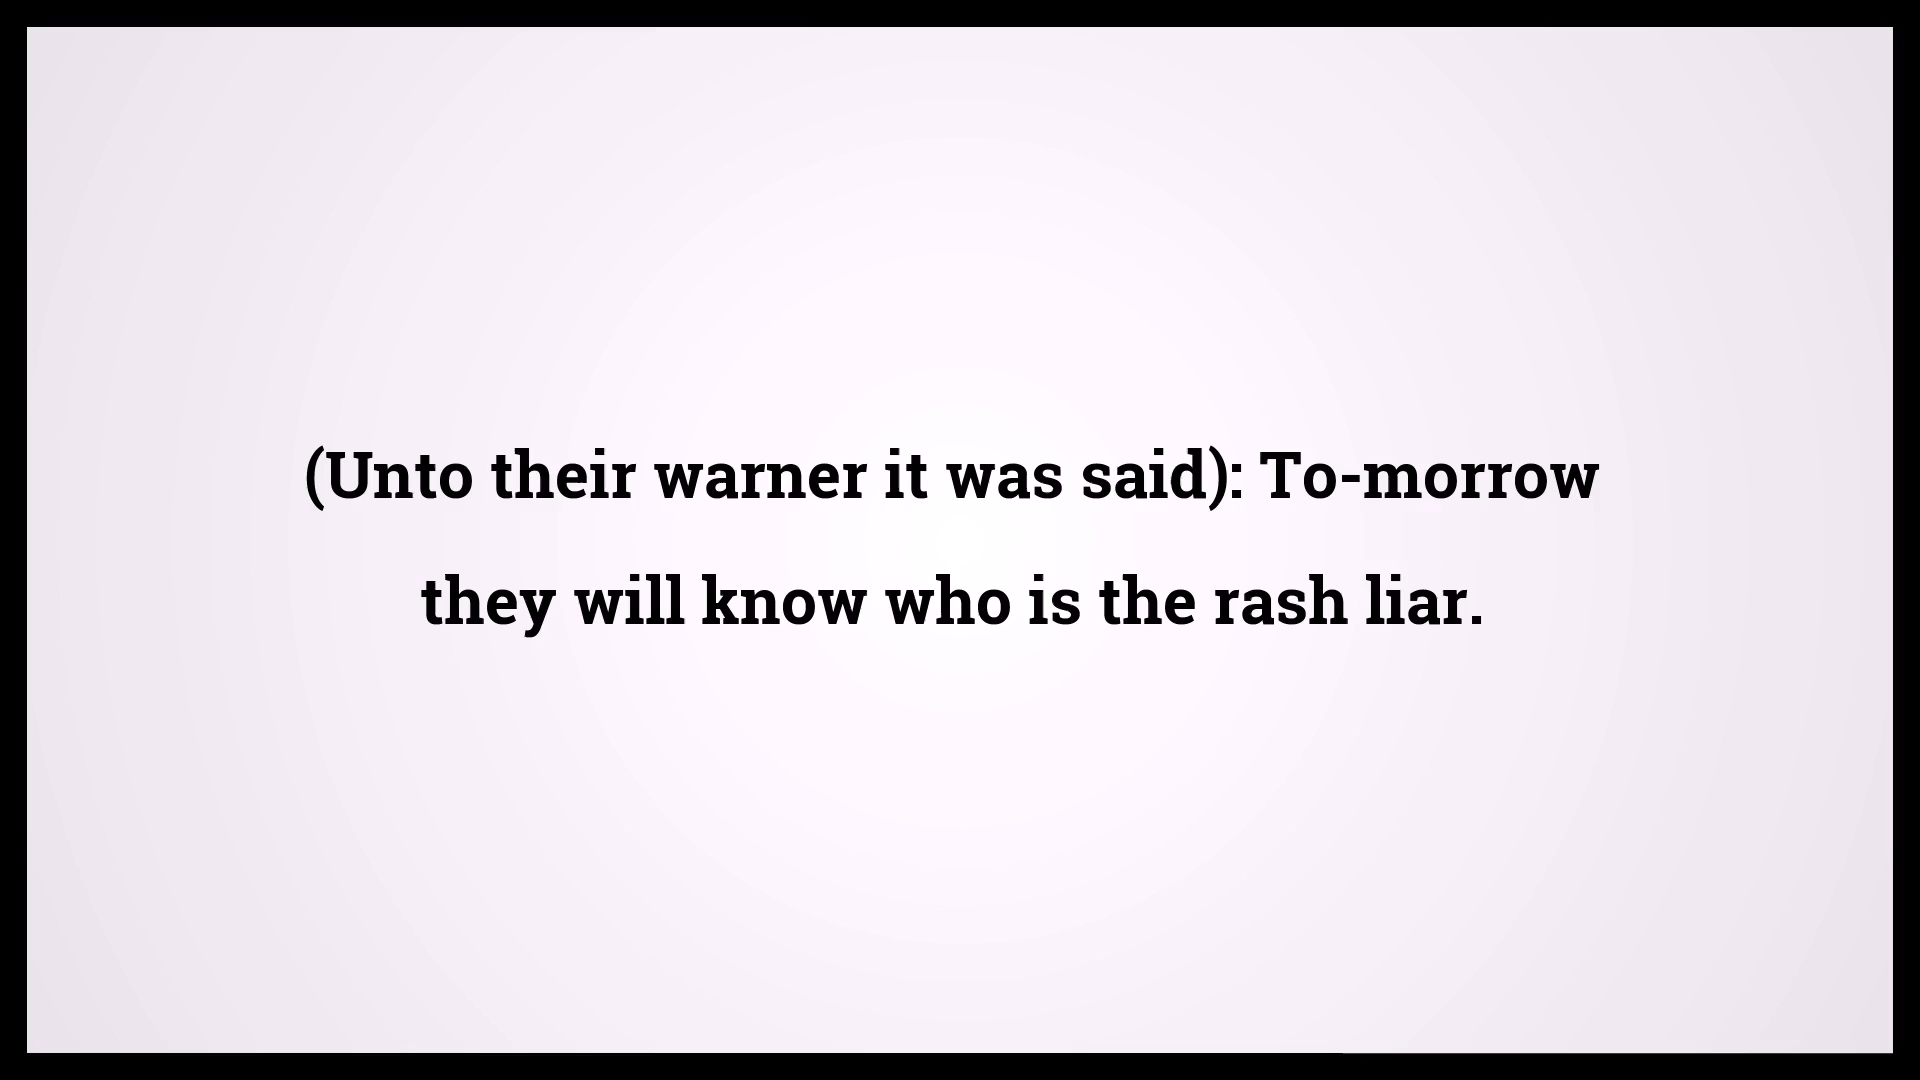 (Unto their warner it was said): To-morrow
they will know who is the rash liar.